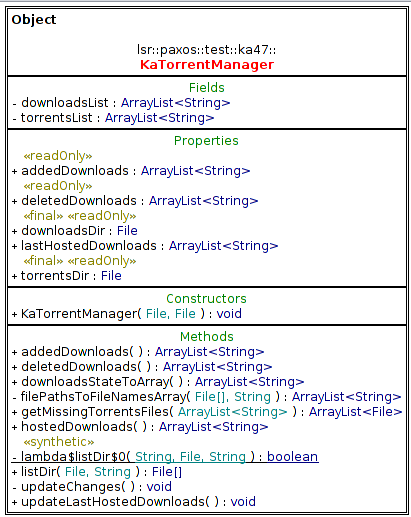 Object
lsr::paxos::test::ka47::
KaTorrentManager
Fields
- downloadsList : ArrayList<String>
- torrentsList : ArrayList<String>
Properties
«readOnly»
+ addedDownloads : ArrayList<String>
«readOnly»
+ deletedDownloads : ArrayList<String>
«final» «readOnly»
+ downloadsDir : File
+ lastHostedDownloads : ArrayList<String>
«final» «readOnly»
+ torrentsDir : File
Constructors
+ KaTorrentManager( File, File ) : void
Methods
+ addedDownloads( ) : ArrayList<String>
+ deletedDownloads( ) : ArrayList<String>
+ downloadsStateToArray( ) : ArrayList<String>
- filePathsToFileNamesArray( File[], String ) : ArrayList<String>
+ getMissingTorrentsFiles( ArrayList<String> ) : ArrayList<File>
+ hostedDownloads( ) : ArrayList<String>
«synthetic»
- lambda$listDir$0( String, File, String ) : boolean
+ listDir( File, String ) : File[]
- updateChanges( ) : void
+ updateLastHostedDownloads( ) : void